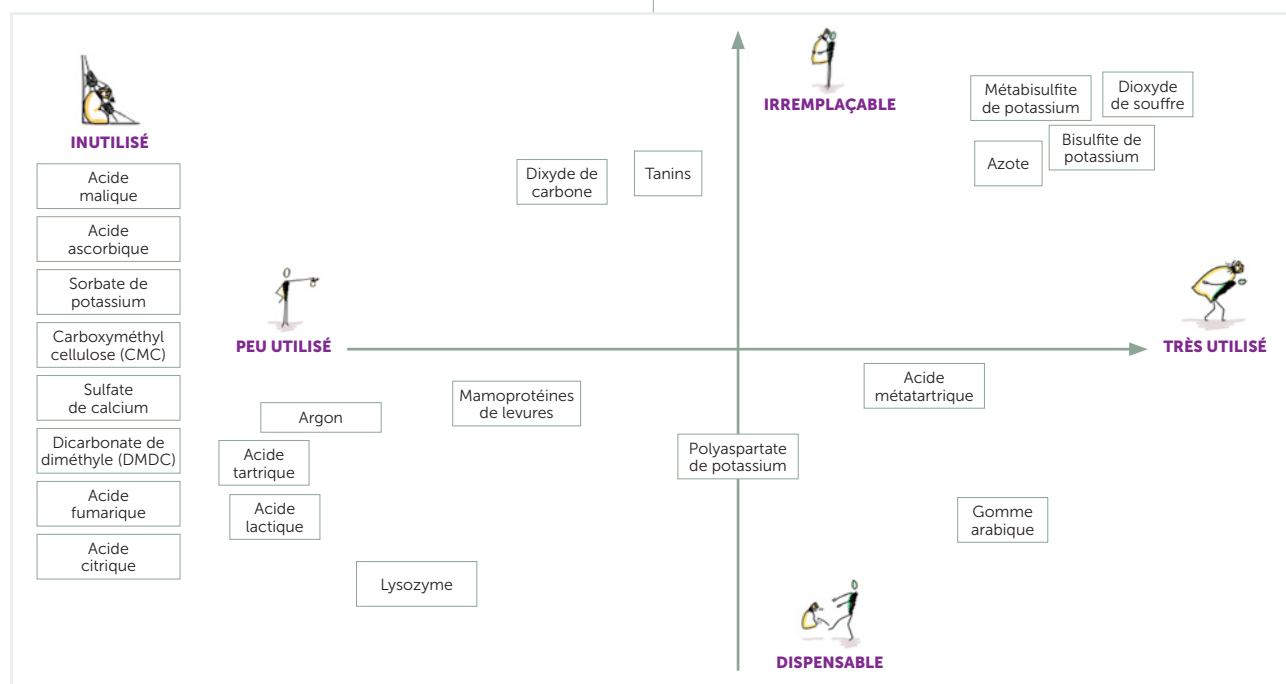 INUTILISÉ
Acide
malique
Acide
ascorbique
Sorbate de
potassium
Carboxyméthyl
cellulose (CMC)
Sulfate
de calcium
Dicarbonate de
diméthyle (DMDC)
Acide
fumarique
Acide
citrique
IRREMPLAÇABLE
Métabisulfite
de potassium
Dioxyde
de souffre
Bisulfite de
potassium
Azote
Dixyde de
carbone
Tanins
PEU UTILISÉ
TRÈS UTILISÉ
Argon
Acide
tartrique
Acide
lactique
Lysozyme
Mamoprotéines
de levures
Polyaspartate
de potassium
Acide
métatartrique
Gomme
arabique
DISPENSABLE